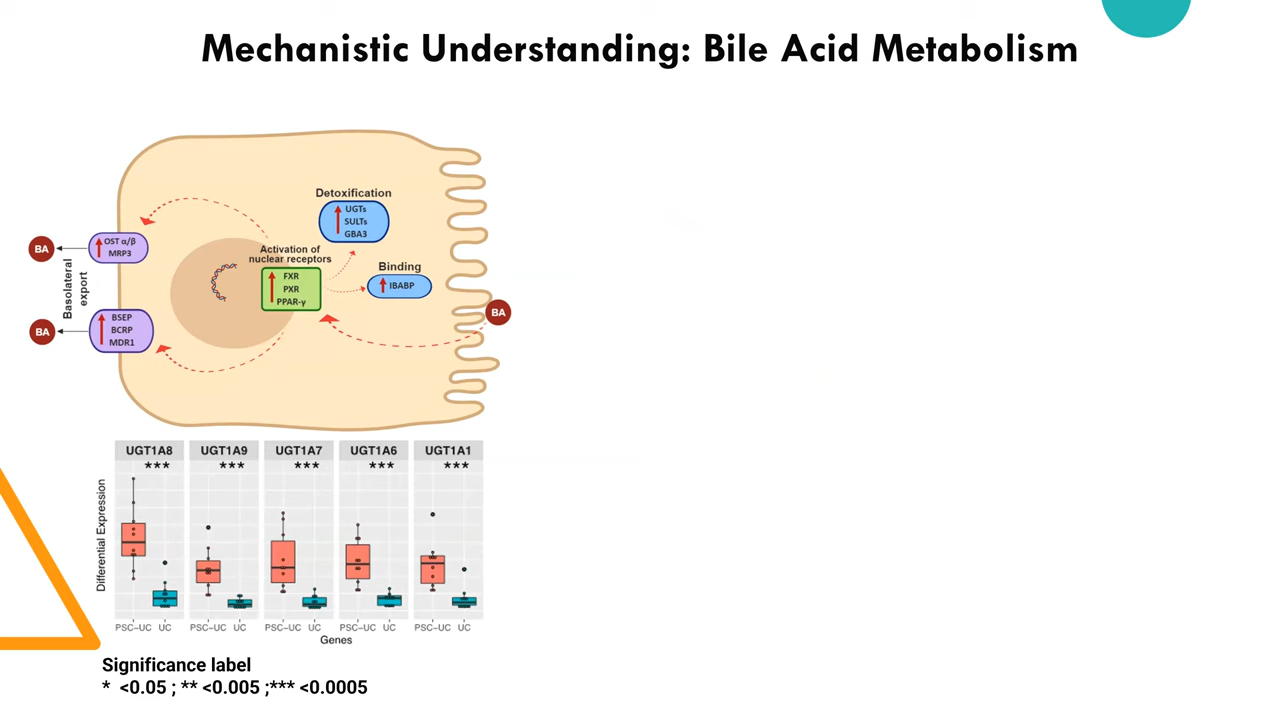 Mechanistic Understanding: Bile Acid Metabolism
Detoxification
UGTs
SULTs
GBA3
Activation of
nuclear receptors
FXR
PXR
PPAR-γ
Binding
IBABP
BA
OST α/β
MRP3
BA
Basolateral
export
BSEP
BCRP
MDR1
BA
UGT1A8 UGT1A9 UGT1A7 UGT1A6 UGT1A1
*** *** *** *** ***
Differential Expression
PSC-UC UC PSC-UC UC PSC-UC UC PSC-UC UC PSC-UC UC
Genes
Significance label
* <0.05 ; ** <0.005 ;*** <0.0005